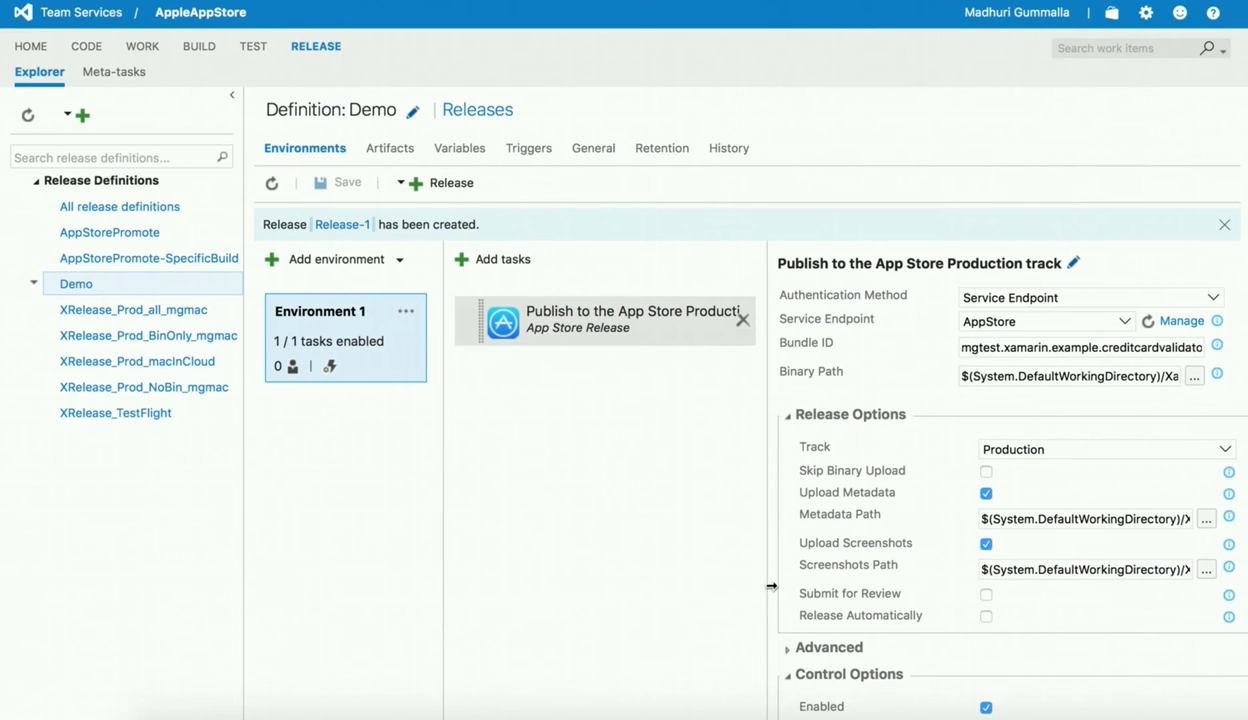 Team Services / AppleAppStore Madhuri Gummalla
HOME CODE WORK BUILD TEST RELEASE Search work items
Explorer Meta-tasks
Definition: Demo | Releases
Search release definitions...
Environments Artifacts Variables Triggers General Retention History
Release Definitions
Save Release
All release definitions
AppStorePromote
AppStorePromote-SpecificBuild
Demo
XRelease_Prod_all_mgmac
XRelease_Prod_BinOnly_mgmac
XRelease_Prod_macInCloud
XRelease_Prod_NoBin_mgmac
XRelease_TestFlight
Release Release-1 has been created.
Add environment
Environment 1 ...
1 / 1 tasks enabled
0
Add tasks
Publish to the App Store Producti
App Store Release
Publish to the App Store Production track
Authentication Method Service Endpoint
Service Endpoint AppStore Manage
Bundle ID mgtest.xamarin.example.creditcardvalidato
Binary Path $(System.DefaultWorkingDirectory)/Xa ...
Release Options
Track Production
Skip Binary Upload
Upload Metadata
Metadata Path $(System.DefaultWorkingDirectory)/X ...
Upload Screenshots
Screenshots Path $(System.DefaultWorkingDirectory)/X ...
Submit for Review
Release Automatically
Advanced
Control Options
Enabled